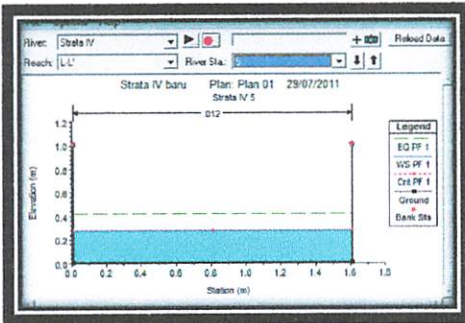 River: Strata IV Reload Data
Reach: L-L' River Sta.: 5
Strata IV baru Plan: Plan 01 29/07/2011
Strata IV 5
.012
Legend
EQ PF 1
WS PF 1
Crit PF 1
Ground
Bank Sta
Elevation (m)
1.2
1.0
0.8
0.6
0.4
0.2
0.0
0.0 0.2 0.4 0.6 0.8 1.0 1.2 1.4 1.6 1.8
Station (m)